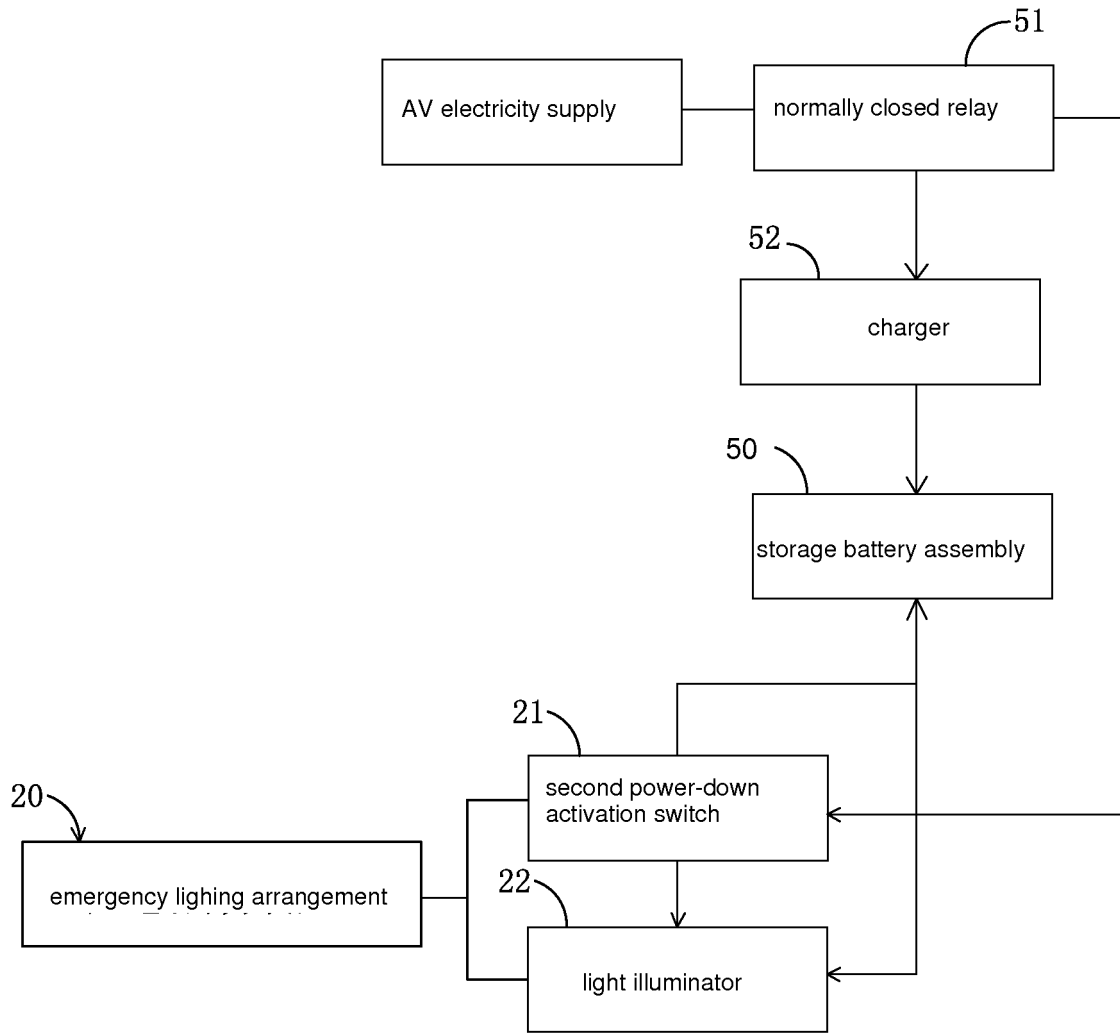 51
AV electricity supply
normally closed relay
52
charger
50
storage battery assembly
21
second power-down
activation switch
20
emergency lighing arrangement
22
light illuminator